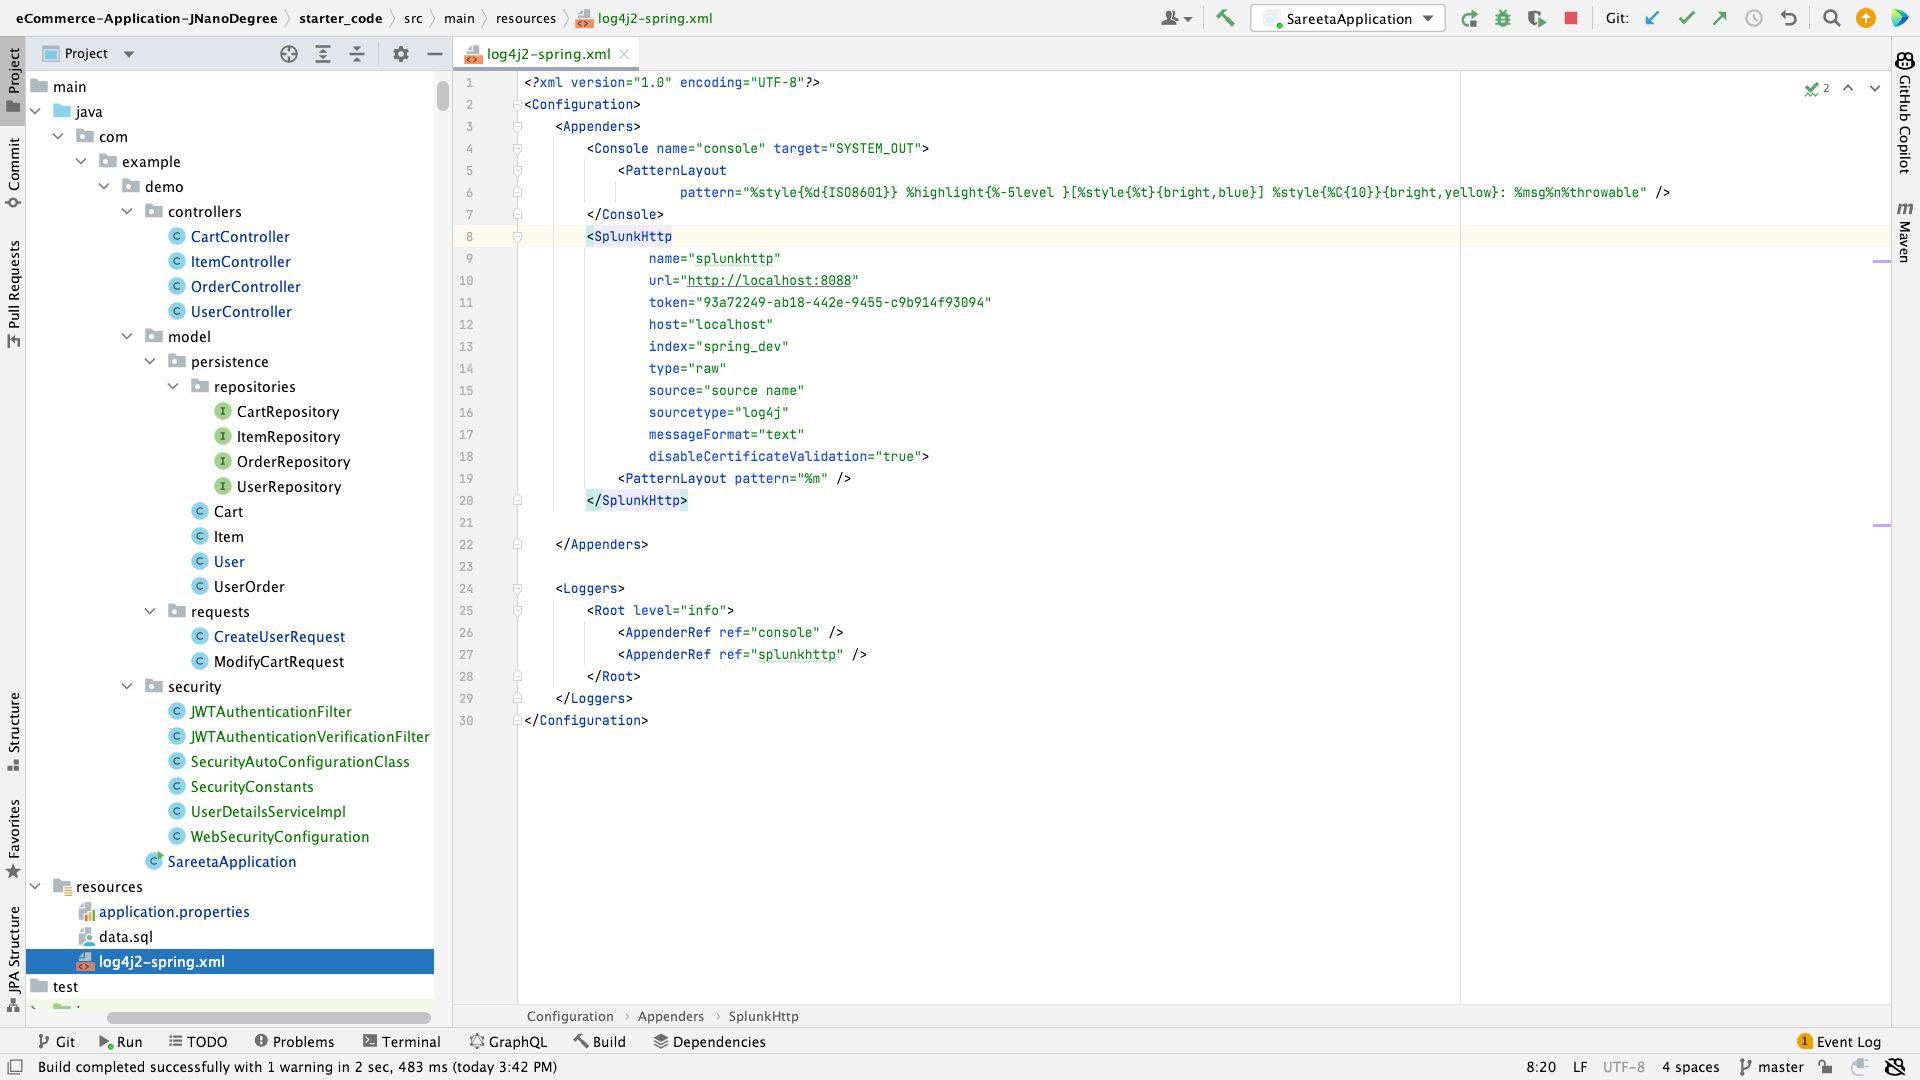 eCommerce-Application-JNanoDegree starter_code src main resources log4j2-spring.xml
SareetaApplication
Git:
Project
log4j2-spring.xml
Project
Commit
Pull Requests
Structure
Favorites
JPA Structure
main
java
com
example
demo
controllers
CartController
ItemController
OrderController
UserController
model
persistence
repositories
CartRepository
ItemRepository
OrderRepository
UserRepository
Cart
Item
User
UserOrder
requests
CreateUserRequest
ModifyCartRequest
security
JWTAuthenticationFilter
JWTAuthenticationVerificationFilter
SecurityAutoConfigurationClass
SecurityConstants
UserDetailsServiceImpl
WebSecurityConfiguration
SareetaApplication
resources
application.properties
data.sql
log4j2-spring.xml
test
1 <?xml version="1.0" encoding="UTF-8"?>
2 <Configuration>
3 <Appenders>
4 <Console name="console" target="SYSTEM_OUT">
5 <PatternLayout
6 pattern="%style{%d{ISO8601}} %highlight{%-5level }[%style{%t}{bright,blue}] %style{%C{10}}{bright,yellow}: %msg%n%throwable" />
7 </Console>
8 <SplunkHttp
9 name="splunkhttp"
10 url="http://localhost:8088"
11 token="93a72249-ab18-442e-9455-c9b914f93094"
12 host="localhost"
13 index="spring_dev"
14 type="raw"
15 source="source name"
16 sourcetype="log4j"
17 messageFormat="text"
18 disableCertificateValidation="true">
19 <PatternLayout pattern="%m" />
20 </SplunkHttp>
21
22 </Appenders>
23
24 <Loggers>
25 <Root level="info">
26 <AppenderRef ref="console" />
27 <AppenderRef ref="splunkhttp" />
28 </Root>
29 </Loggers>
30 </Configuration>
2
GitHub Copilot
Maven
Configuration Appenders SplunkHttp
Git Run TODO Problems Terminal GraphQL Build Dependencies 1 Event Log
Build completed successfully with 1 warning in 2 sec, 483 ms (today 3:42 PM) 8:20 LF UTF-8 4 spaces master